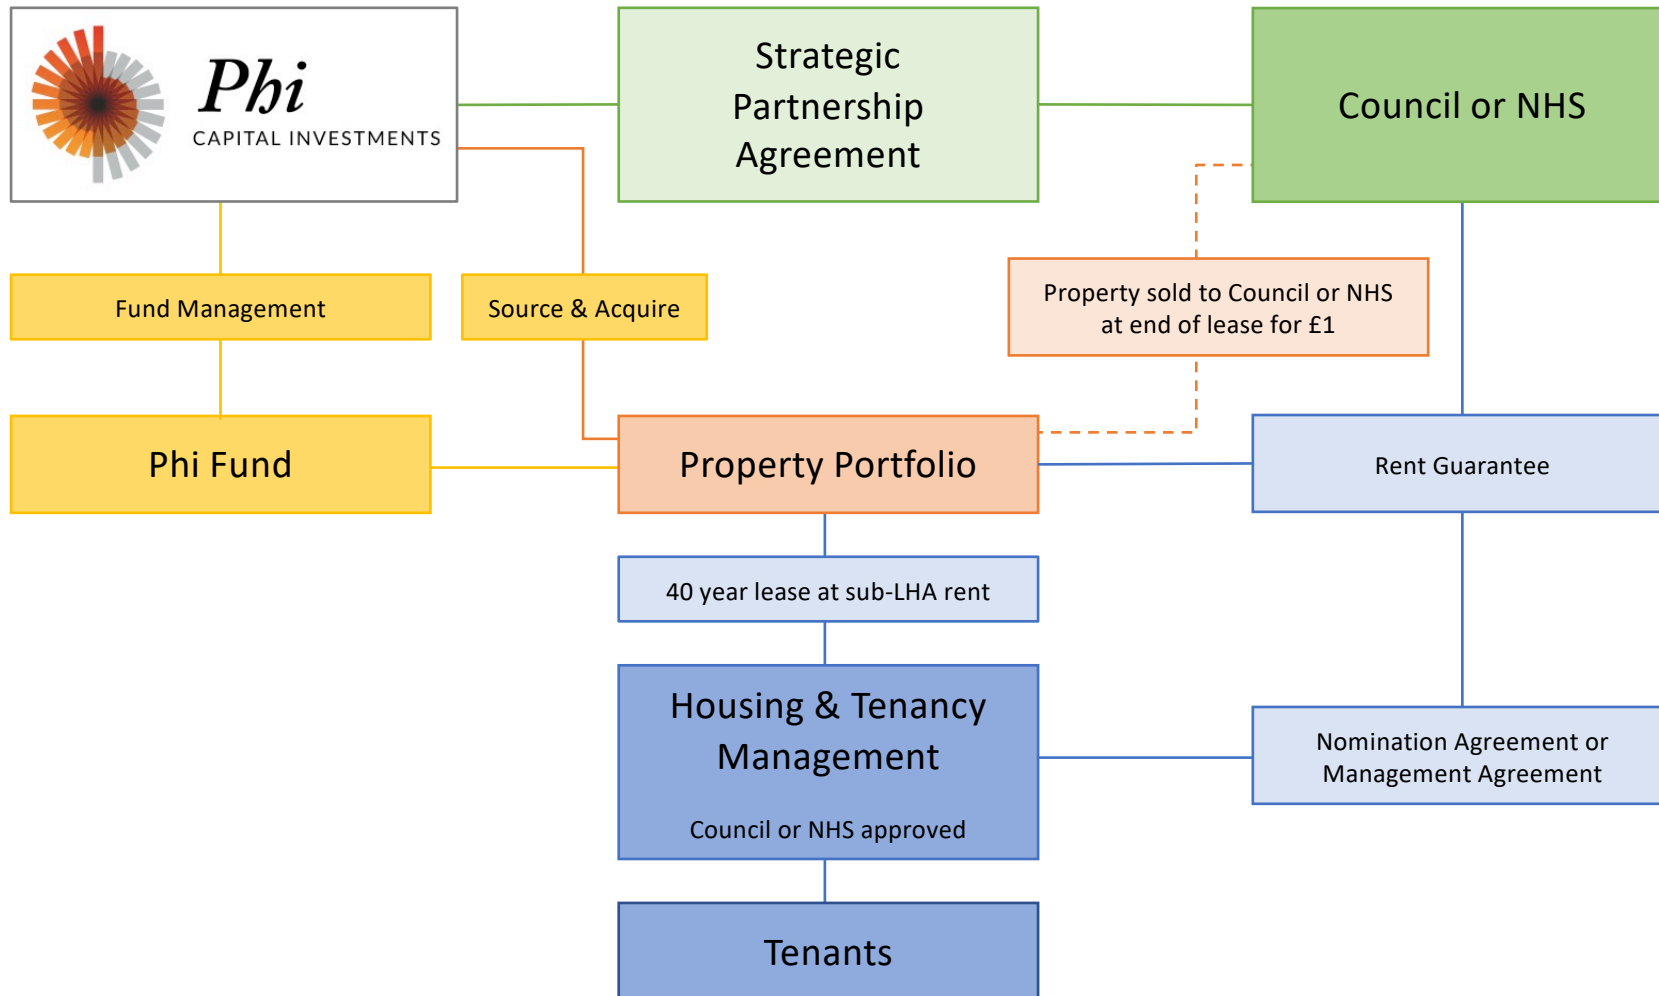 Phi
CAPITAL INVESTMENTS
Strategic
Partnership
Agreement
Council or NHS
Fund Management
Source & Acquire
Property sold to Council or NHS
at end of lease for £1
Phi Fund
Property Portfolio
Rent Guarantee
40 year lease at sub-LHA rent
Housing & Tenancy
Management
Council or NHS approved
Nomination Agreement or
Management Agreement
Tenants